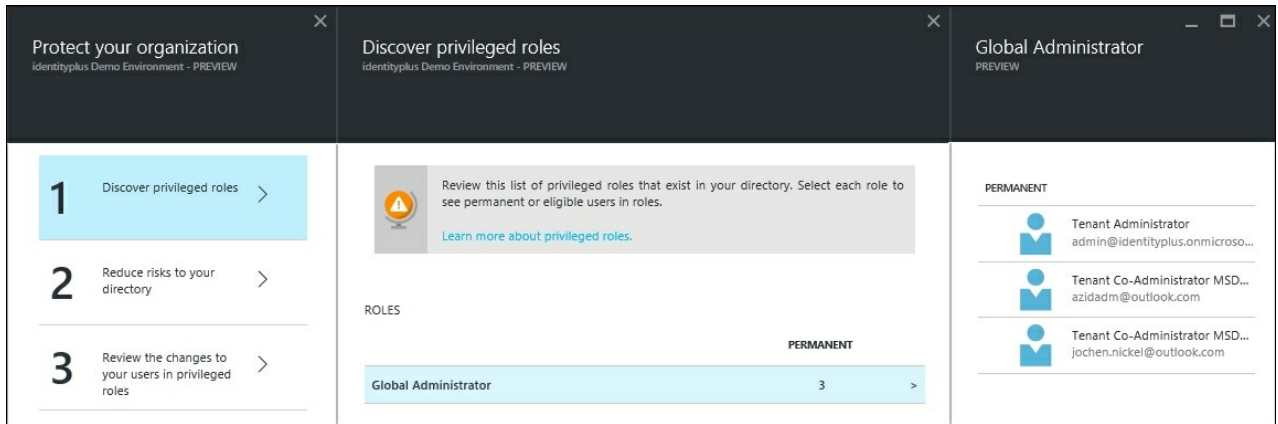 Protect your organization
identityplus Demo Environment - PREVIEW
1
Discover privileged roles
2
Reduce risks to your
directory
3
Review the changes to
your users in privileged
roles
Discover privileged roles
identityplus Demo Environment - PREVIEW
Review this list of privileged roles that exist in your directory. Select each role to
see permanent or eligible users in roles.
Learn more about privileged roles.
ROLES
PERMANENT
Global Administrator 3 >
Global Administrator
PREVIEW
PERMANENT
Tenant Administrator
admin@identityplus.onmicroso...
Tenant Co-Administrator MSD...
azidadm@outlook.com
Tenant Co-Administrator MSD...
jochen.nickel@outlook.com